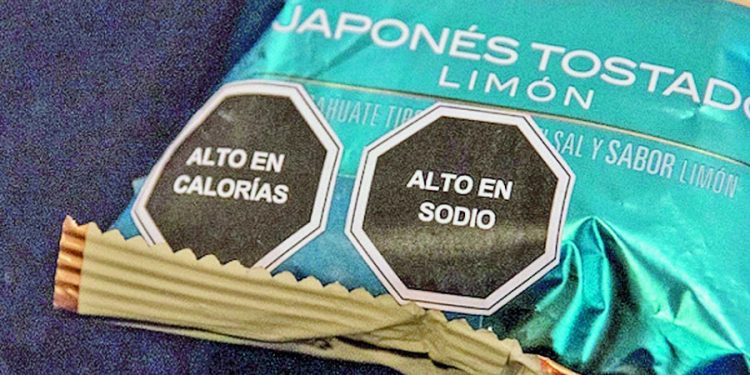 JAPONÉS TOSTADO
LIMÓN
SAL Y SABOR LIMÓN
ALTO EN
CALORÍAS
ALTO EN
SODIO